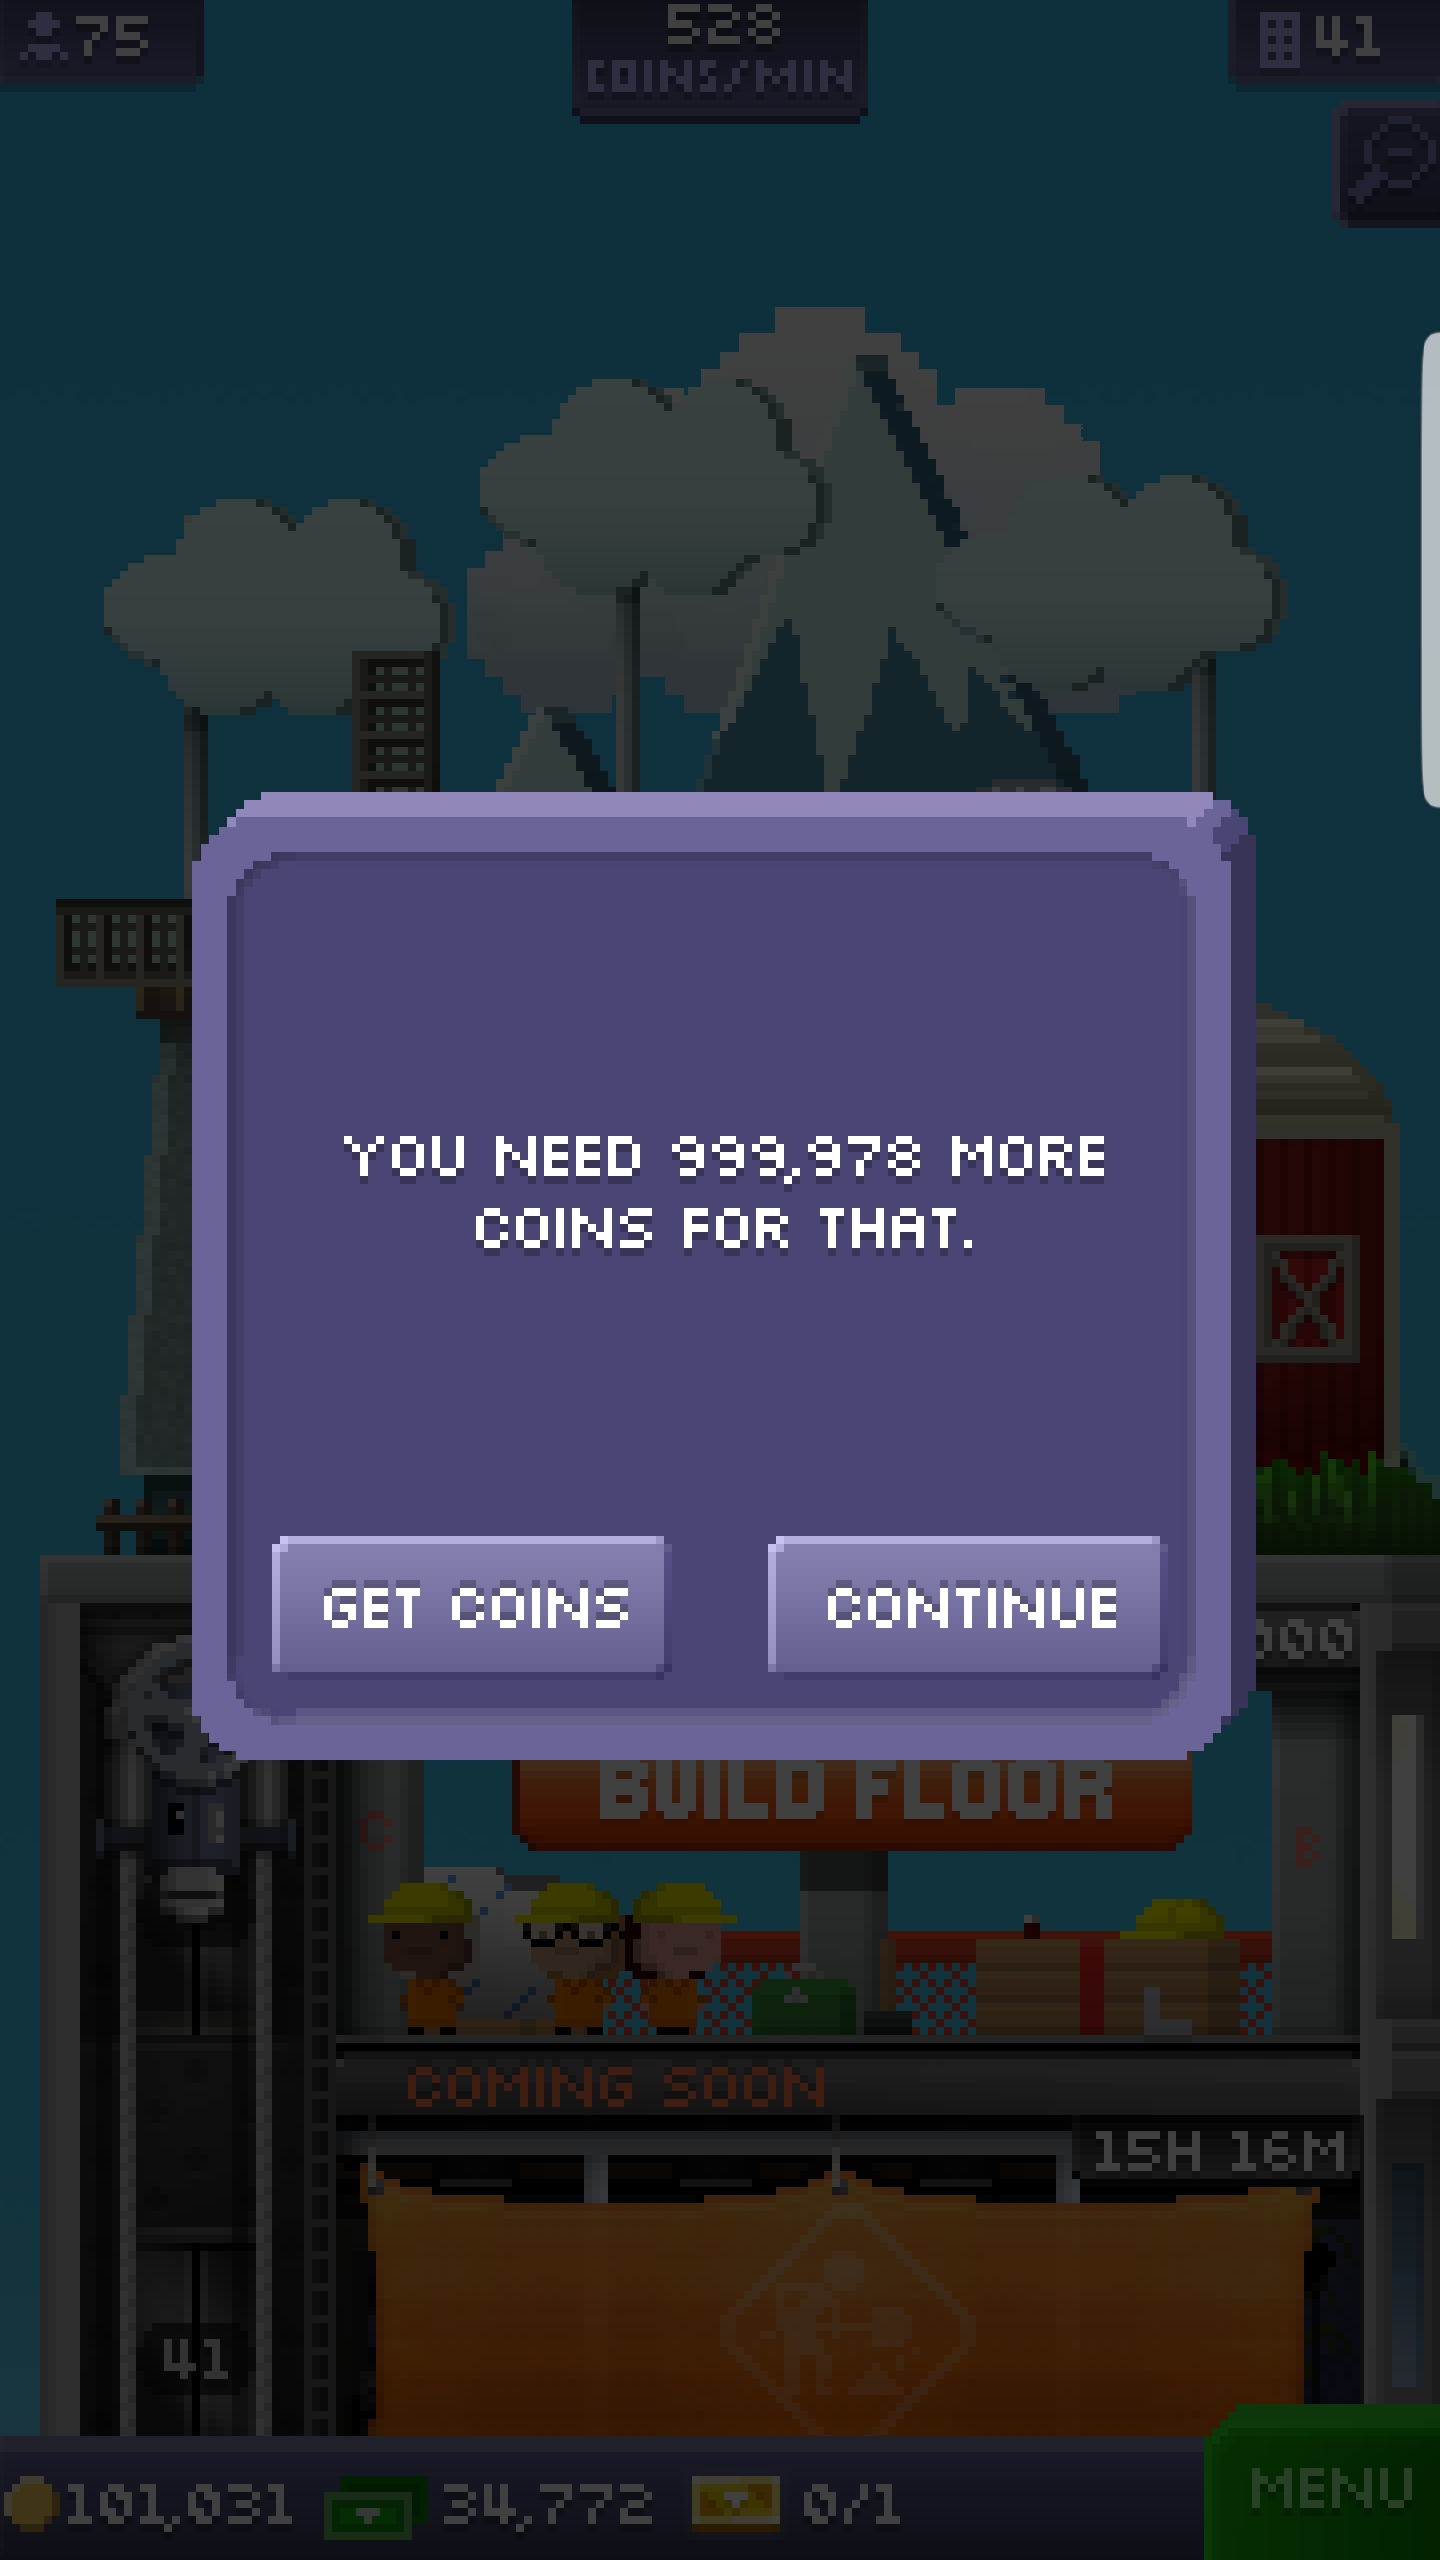 75
528
COINS/MIN
41
YOU NEED 999,978 MORE
COINS FOR THAT.
GET COINS
CONTINUE
000
BUILD FLOOR
C
B
COMING SOON
15H 16M
41
101,031
34,772
0/1
MENU